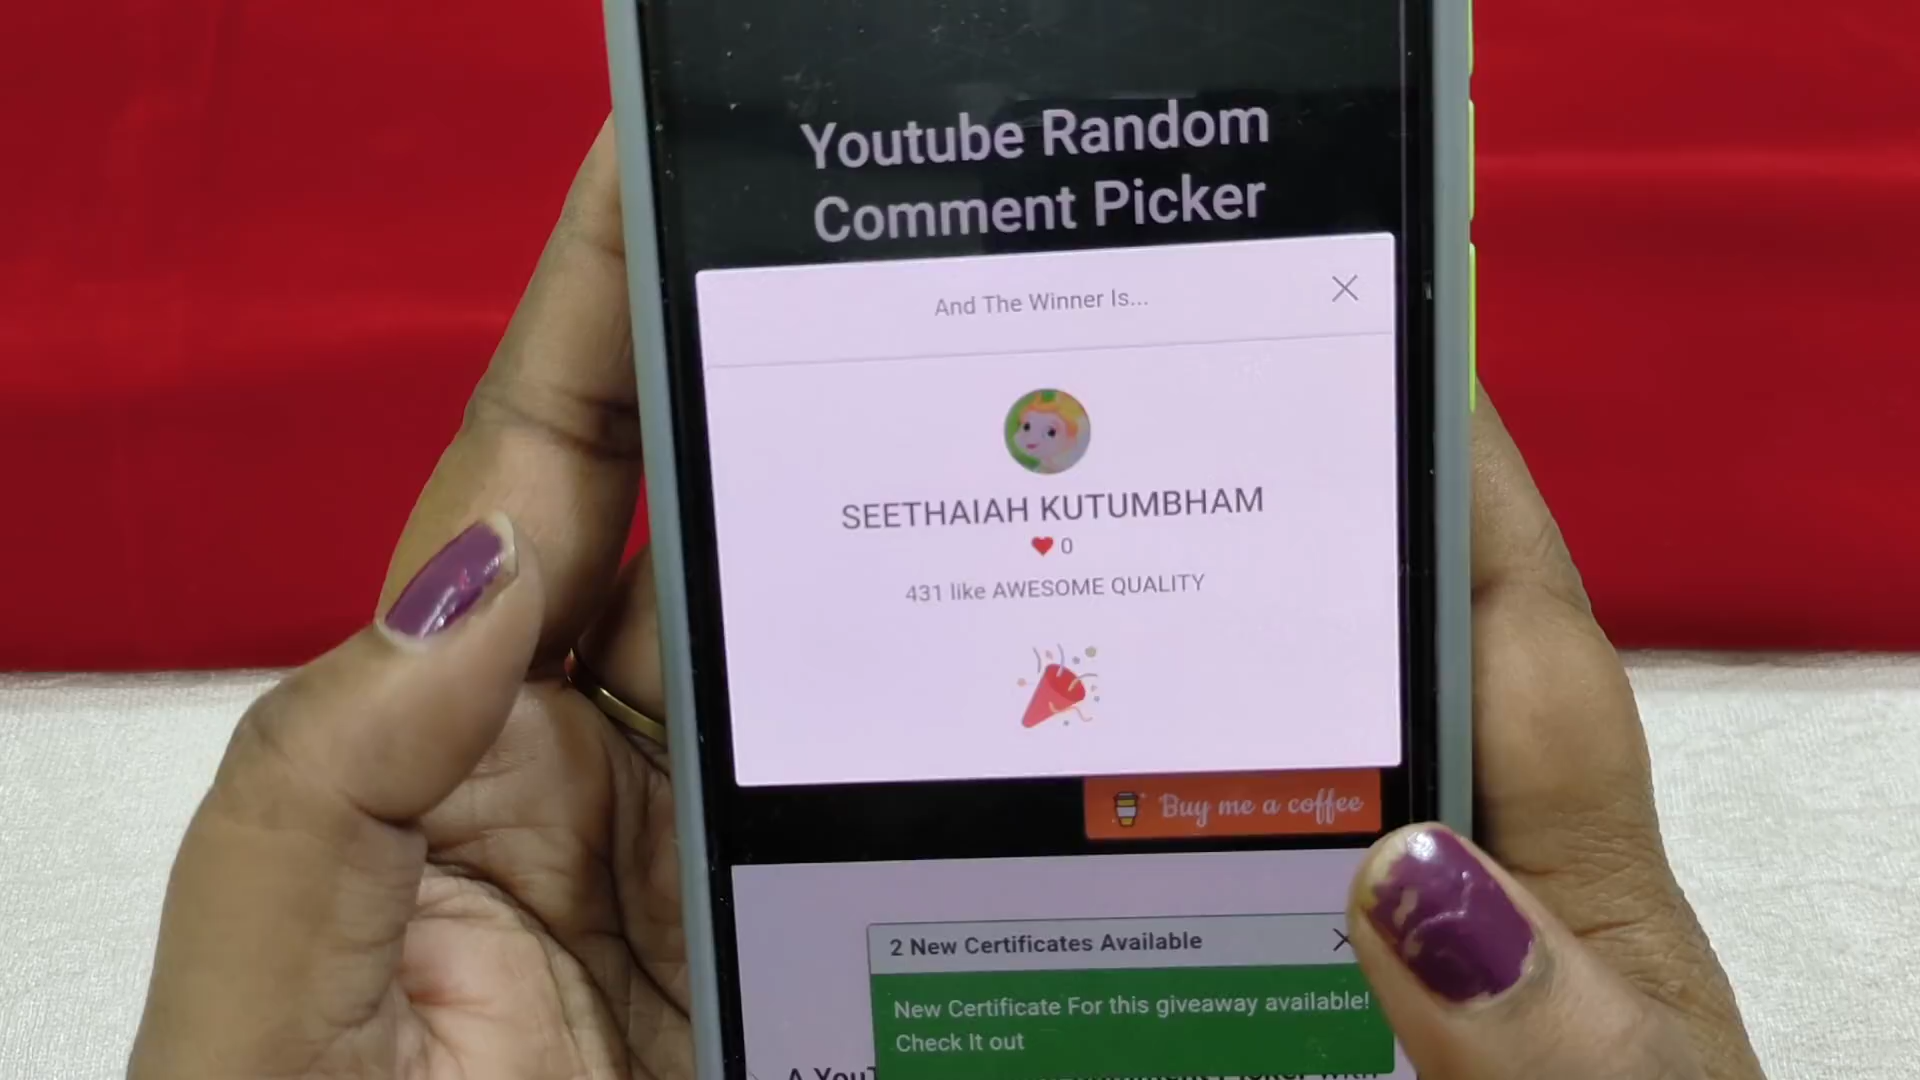 Youtube Random
Comment Picker
And The Winner Is...
SEETHAIAH KUTUMBHAM
0
431 like AWESOME QUALITY
Buy me a coffee
2 New Certificates Available
New Certificate For this giveaway available!
Check It out